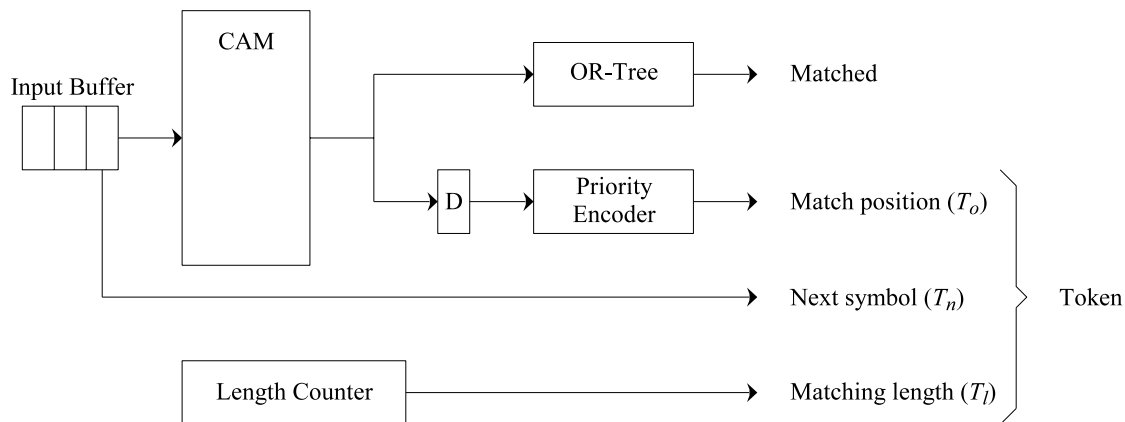 CAM
OR-Tree
Matched
Input Buffer
D
Priority
Encoder
Match position (To)
Next symbol (Tn)
Token
Length Counter
Matching length (Tl)